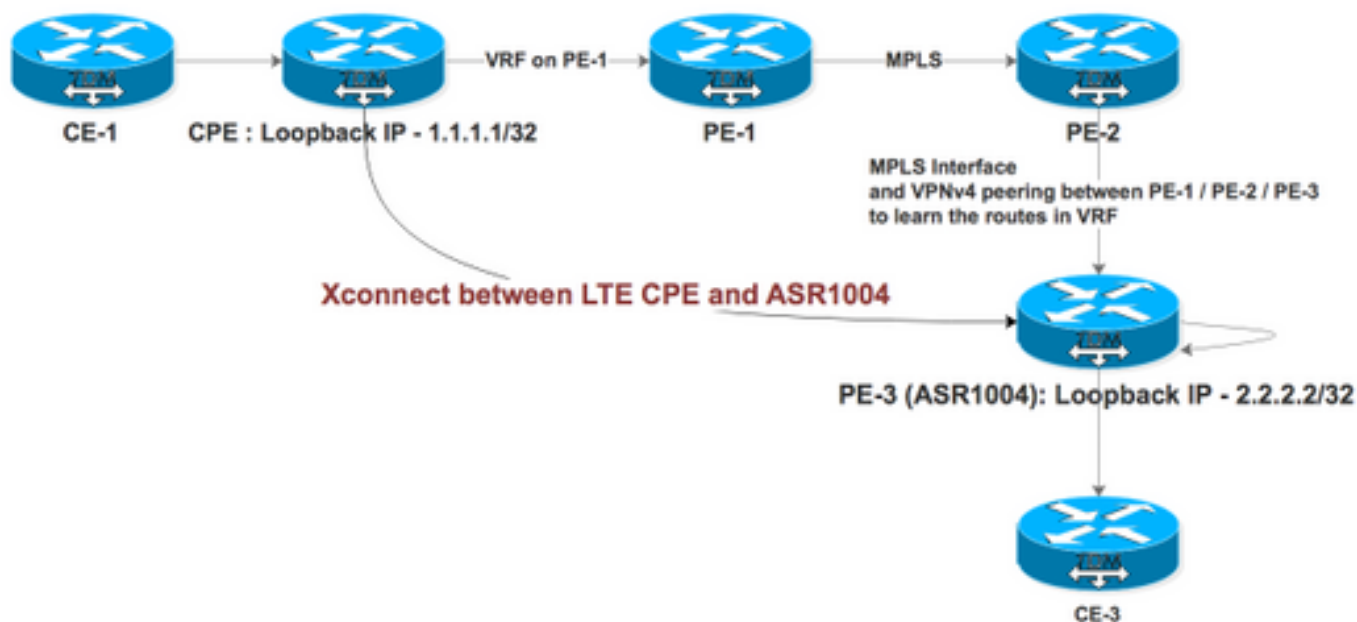 VRF on PE-1
MPLS
CE-1
CPE : Loopback IP - 1.1.1.1/32
PE-1
PE-2
MPLS Interface
and VPNv4 peering between PE-1 / PE-2 / PE-3
to learn the routes in VRF
Xconnect between LTE CPE and ASR1004
PE-3 (ASR1004): Loopback IP - 2.2.2.2/32
CE-3